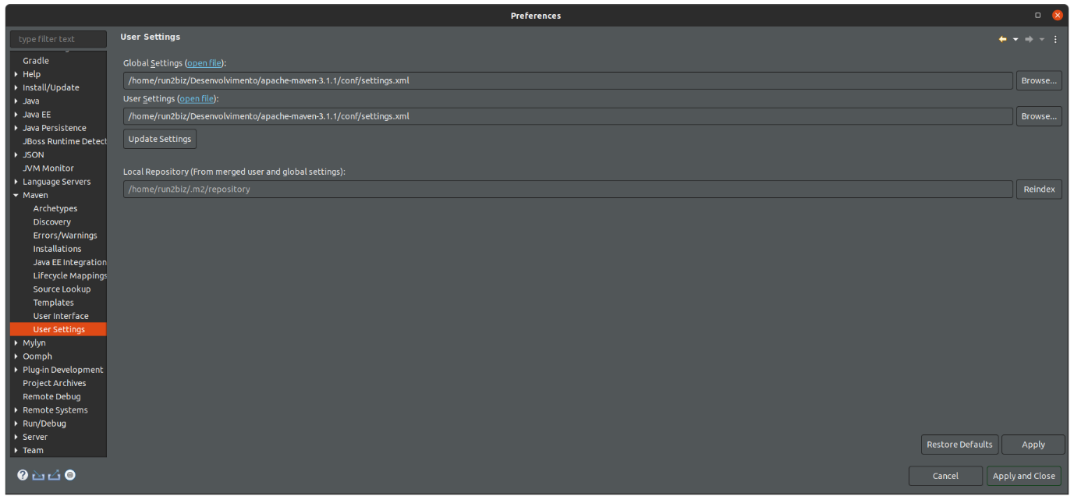 Preferences
type filter text
User Settings
Gradle
Help
Install/Update
Java
Java EE
Java Persistence
JBoss Runtime Detect
JSON
JVM Monitor
Language Servers
Maven
Archetypes
Discovery
Errors/Warnings
Installations
Java EE Integration
Lifecycle Mappings
Source Lookup
Templates
User Interface
User Settings
Mylyn
Oomph
Plug-in Development
Project Archives
Remote Debug
Remote Systems
Run/Debug
Server
Team
Global Settings (open file):
/home/run2biz/Desenvolvimento/apache-maven-3.1.1/conf/settings.xml
Browse...
User Settings (open file):
/home/run2biz/Desenvolvimento/apache-maven-3.1.1/conf/settings.xml
Browse...
Update Settings
Local Repository (From merged user and global settings):
/home/run2biz/.m2/repository
Reindex
Restore Defaults
Apply
Cancel
Apply and Close